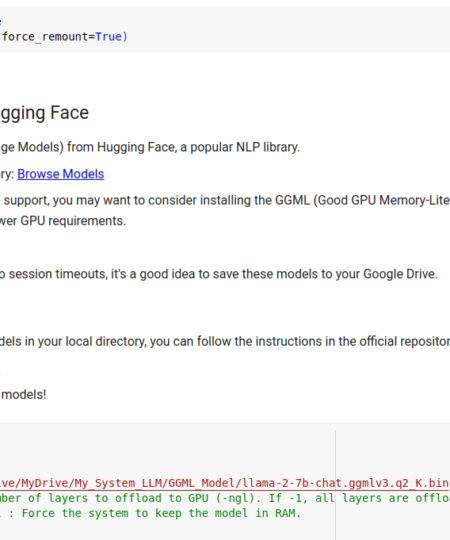 force_remount=True)
gging Face
ge Models) from Hugging Face, a popular NLP library.
ry: Browse Models
support, you may want to consider installing the GGML (Good GPU Memory-Lite
wer GPU requirements.
o session timeouts, it's a good idea to save these models to your Google Drive.
dels in your local directory, you can follow the instructions in the official repositor
models!
ive/MyDrive/My_System_LLM/GGML_Model/llama-2-7b-chat.ggmlv3.q2_K.bin
mber of layers to offload to GPU (-ngl). If -1, all layers are offlo
: Force the system to keep the model in RAM.